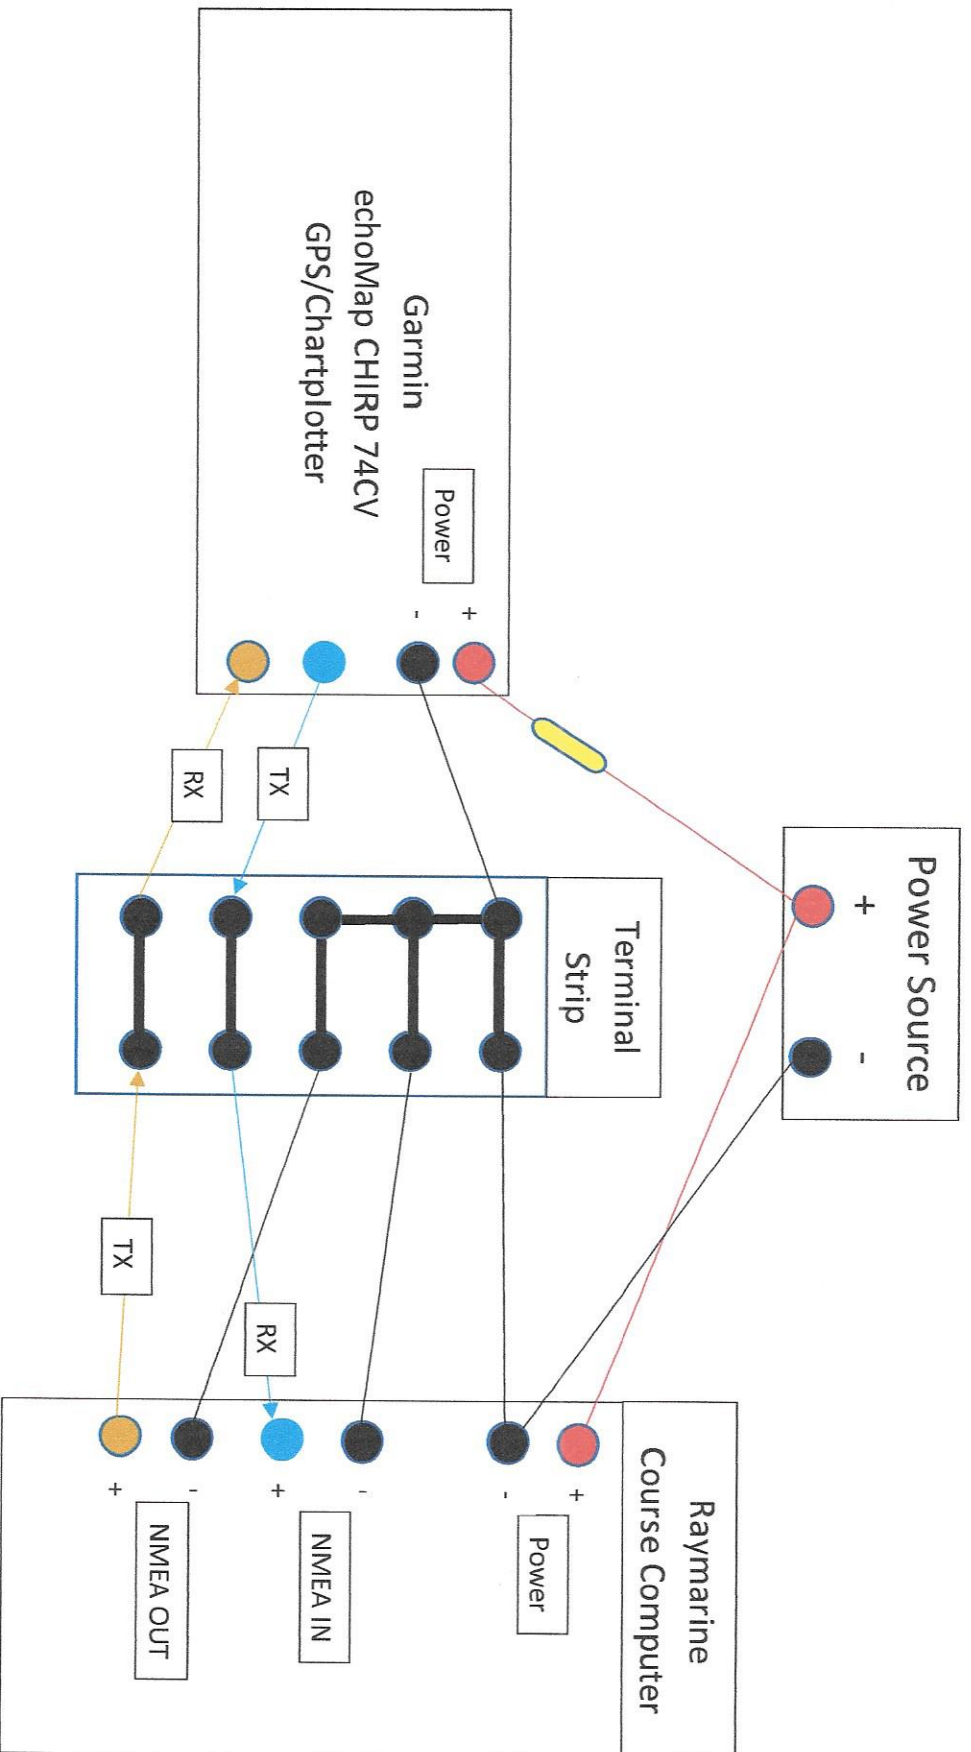 Power Source
+
-
Garmin
echoMap CHIRP 74CV
GPS/Chartplotter
Power
+
-
TX
RX
Terminal
Strip
RX
TX
Raymarine
Course Computer
+
-
Power
-
+
NMEA IN
-
+
NMEA OUT